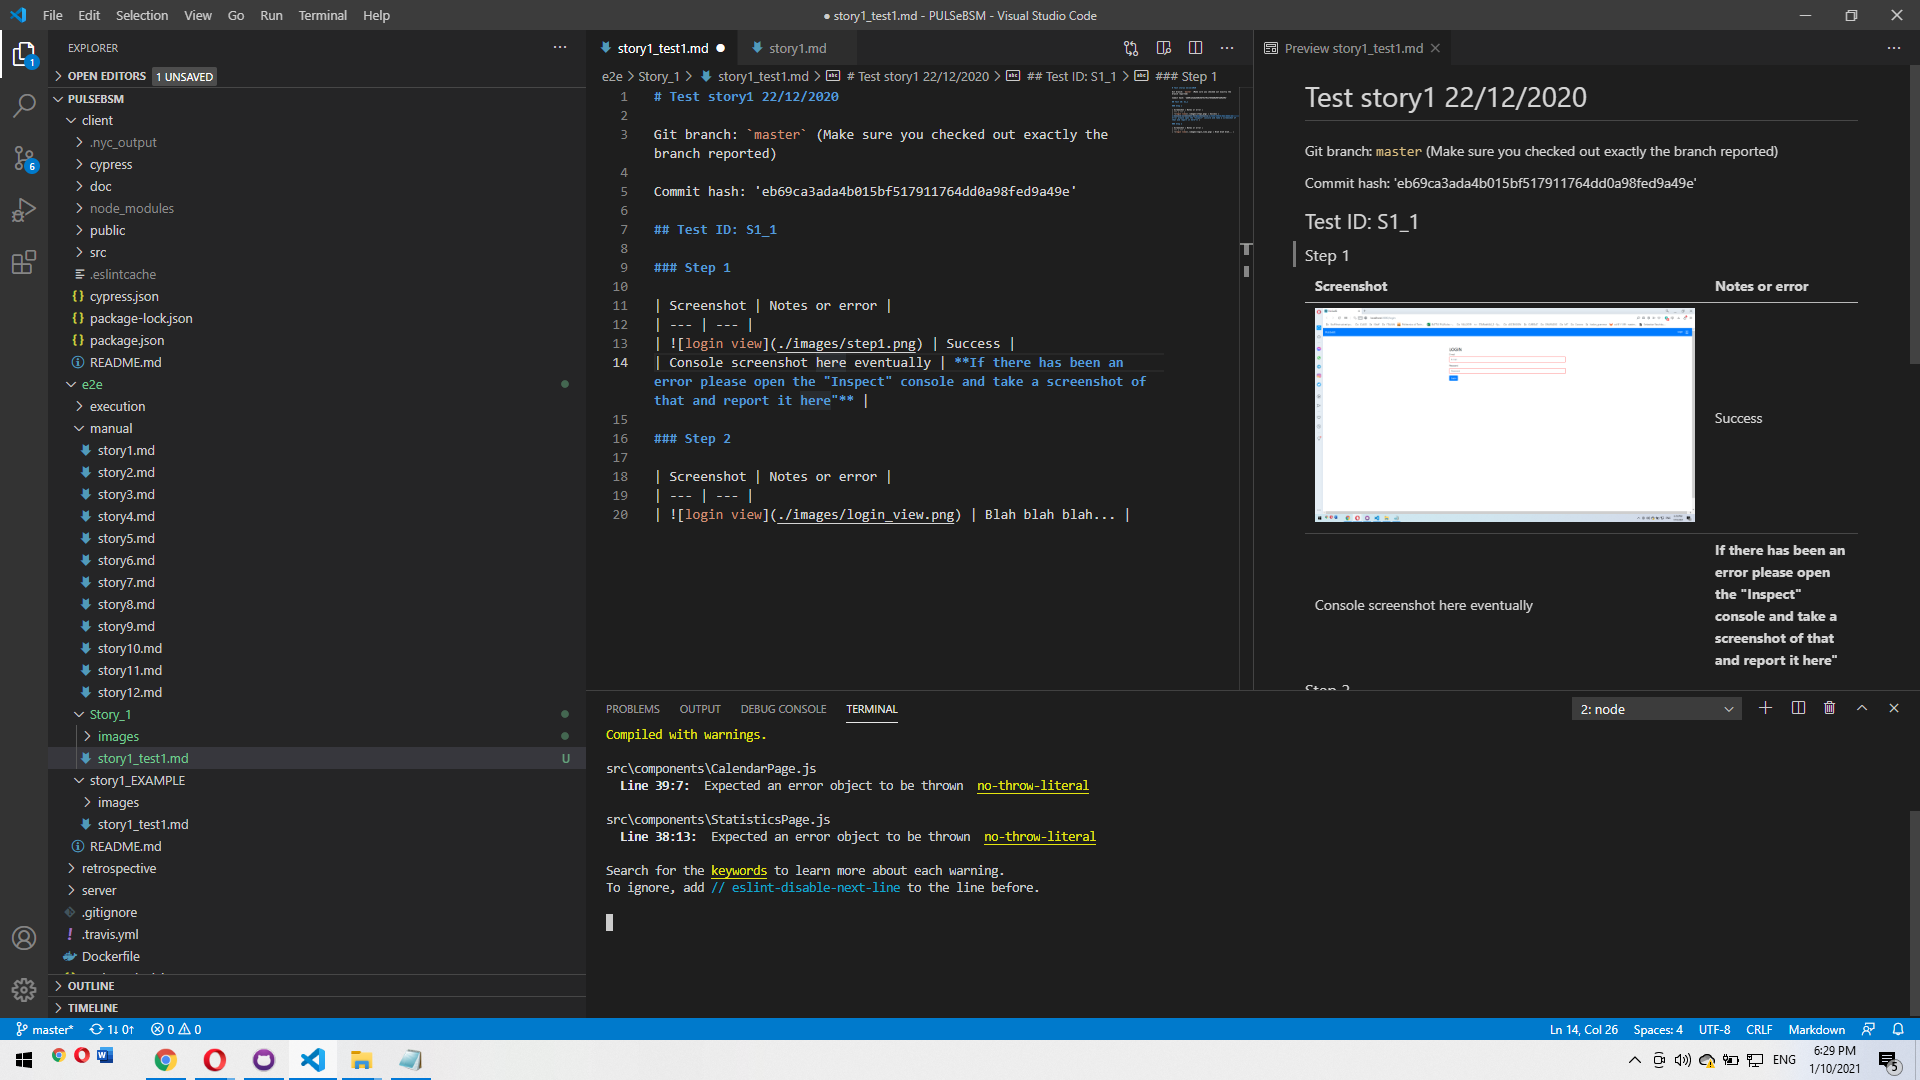 File Edit Selection View Go Run Terminal Help
● story1_test1.md - PULSeBSM - Visual Studio Code
EXPLORER
OPEN EDITORS 1 UNSAVED
PULSEBSM
client
.nyc_output
cypress
doc
node_modules
public
src
.eslintcache
cypress.json
package-lock.json
package.json
README.md
e2e
execution
manual
story1.md
story2.md
story3.md
story4.md
story5.md
story6.md
story7.md
story8.md
story9.md
story10.md
story11.md
story12.md
Story_1
images
story1_test1.md U
story1_EXAMPLE
images
story1_test1.md
README.md
retrospective
server
.gitignore
.travis.yml
Dockerfile
OUTLINE
TIMELINE
story1_test1.md ● story1.md
e2e > Story_1 > story1_test1.md > # Test story1 22/12/2020 > ## Test ID: S1_1 > ### Step 1
1 # Test story1 22/12/2020
2
3 Git branch: `master` (Make sure you checked out exactly the
branch reported)
4
5 Commit hash: 'eb69ca3ada4b015bf517911764dd0a98fed9a49e'
6
7 ## Test ID: S1_1
8
9 ### Step 1
10
11 | Screenshot | Notes or error |
12 | --- | --- |
13 | ![login view](./images/step1.png) | Success |
14 | Console screenshot here eventually | **If there has been an
error please open the "Inspect" console and take a screenshot of
that and report it here"** |
15
16 ### Step 2
17
18 | Screenshot | Notes or error |
19 | --- | --- |
20 | ![login view](./images/login_view.png) | Blah blah blah... |
Preview story1_test1.md
Test story1 22/12/2020
Git branch: master (Make sure you checked out exactly the branch reported)
Commit hash: 'eb69ca3ada4b015bf517911764dd0a98fed9a49e'
Test ID: S1_1
Step 1
Screenshot Notes or error
LOGIN
Success
Console screenshot here eventually
If there has been an
error please open
the "Inspect"
console and take a
screenshot of that
and report it here"
Step 2
PROBLEMS OUTPUT DEBUG CONSOLE TERMINAL
2: node
Compiled with warnings.
src\components\CalendarPage.js
Line 39:7: Expected an error object to be thrown no-throw-literal
src\components\StatisticsPage.js
Line 38:13: Expected an error object to be thrown no-throw-literal
Search for the keywords to learn more about each warning.
To ignore, add // eslint-disable-next-line to the line before.
master* 1↓ 0↑ 0 0
Ln 14, Col 26 Spaces: 4 UTF-8 CRLF Markdown
ENG
6:29 PM
1/10/2021
5